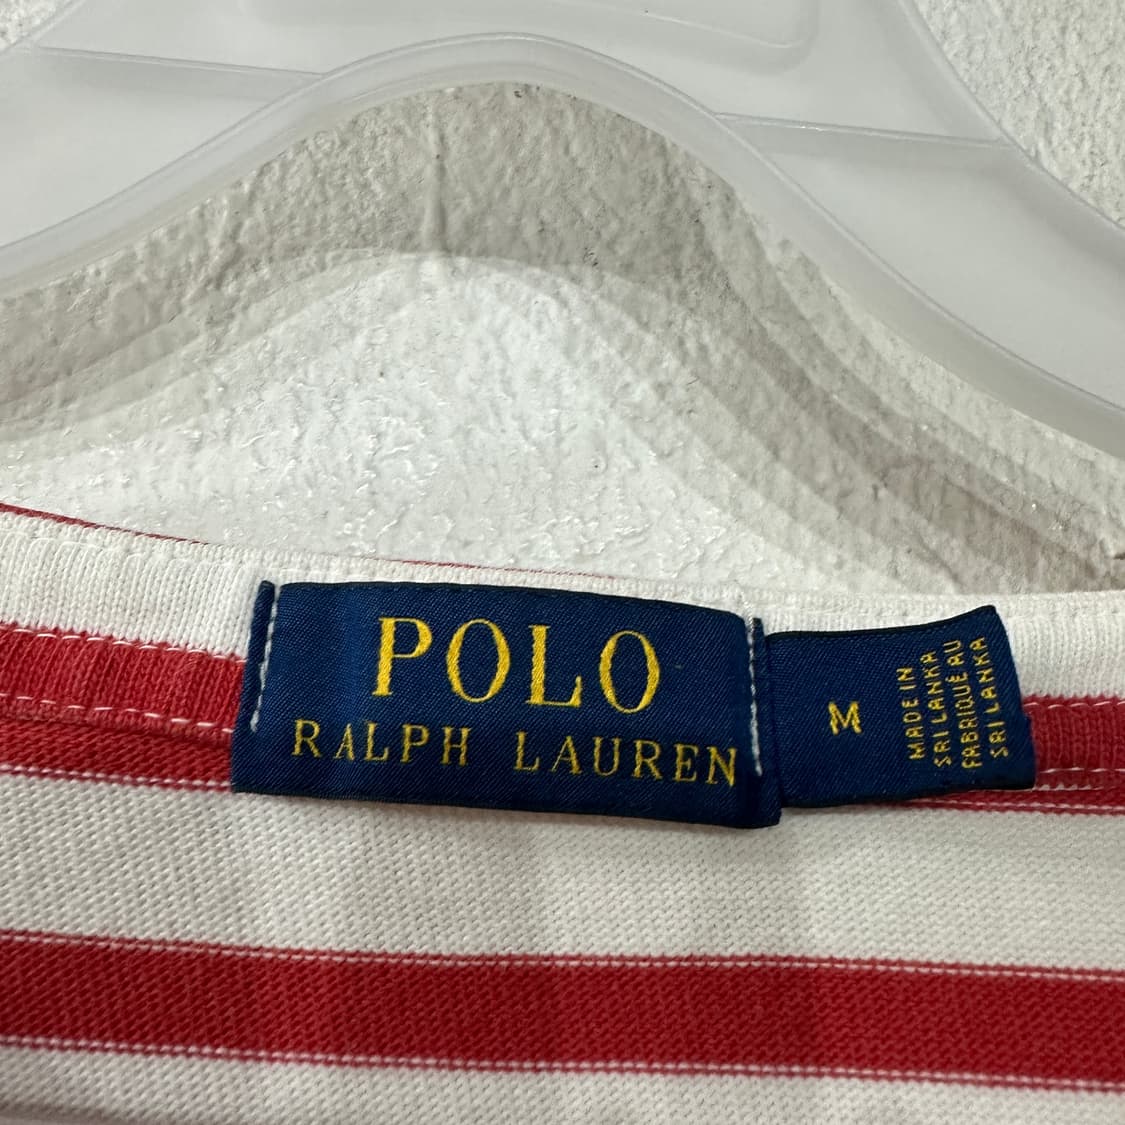 POLO
RALPH LAUREN
M
MADE IN
SRI LANKA
FABRIQUÉ AU
SRI LANKA